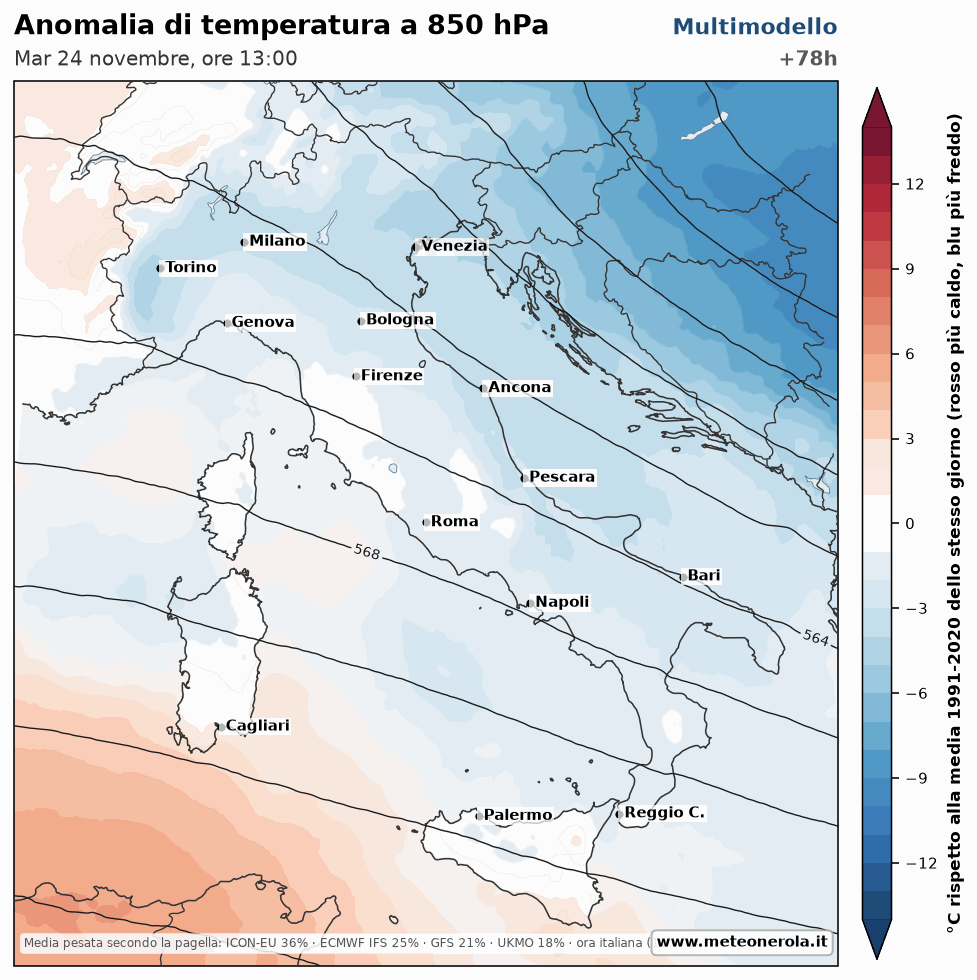 Anomalia di temperatura a 850 hPa
Multimodello
Mar 24 novembre, ore 13:00
+78h
Milano
Venezia
Torino
Genova
Bologna
Firenze
Ancona
Pescara
Roma
568
Bari
Napoli
564
Cagliari
Palermo
Reggio C.
12
9
6
3
0
−3
−6
−9
−12
°C rispetto alla media 1991-2020 dello stesso giorno (rosso più caldo, blu più freddo)
Media pesata secondo la pagella: ICON-EU 36% · ECMWF IFS 25% · GFS 21% · UKMO 18% · ora italiana (
www.meteonerola.it